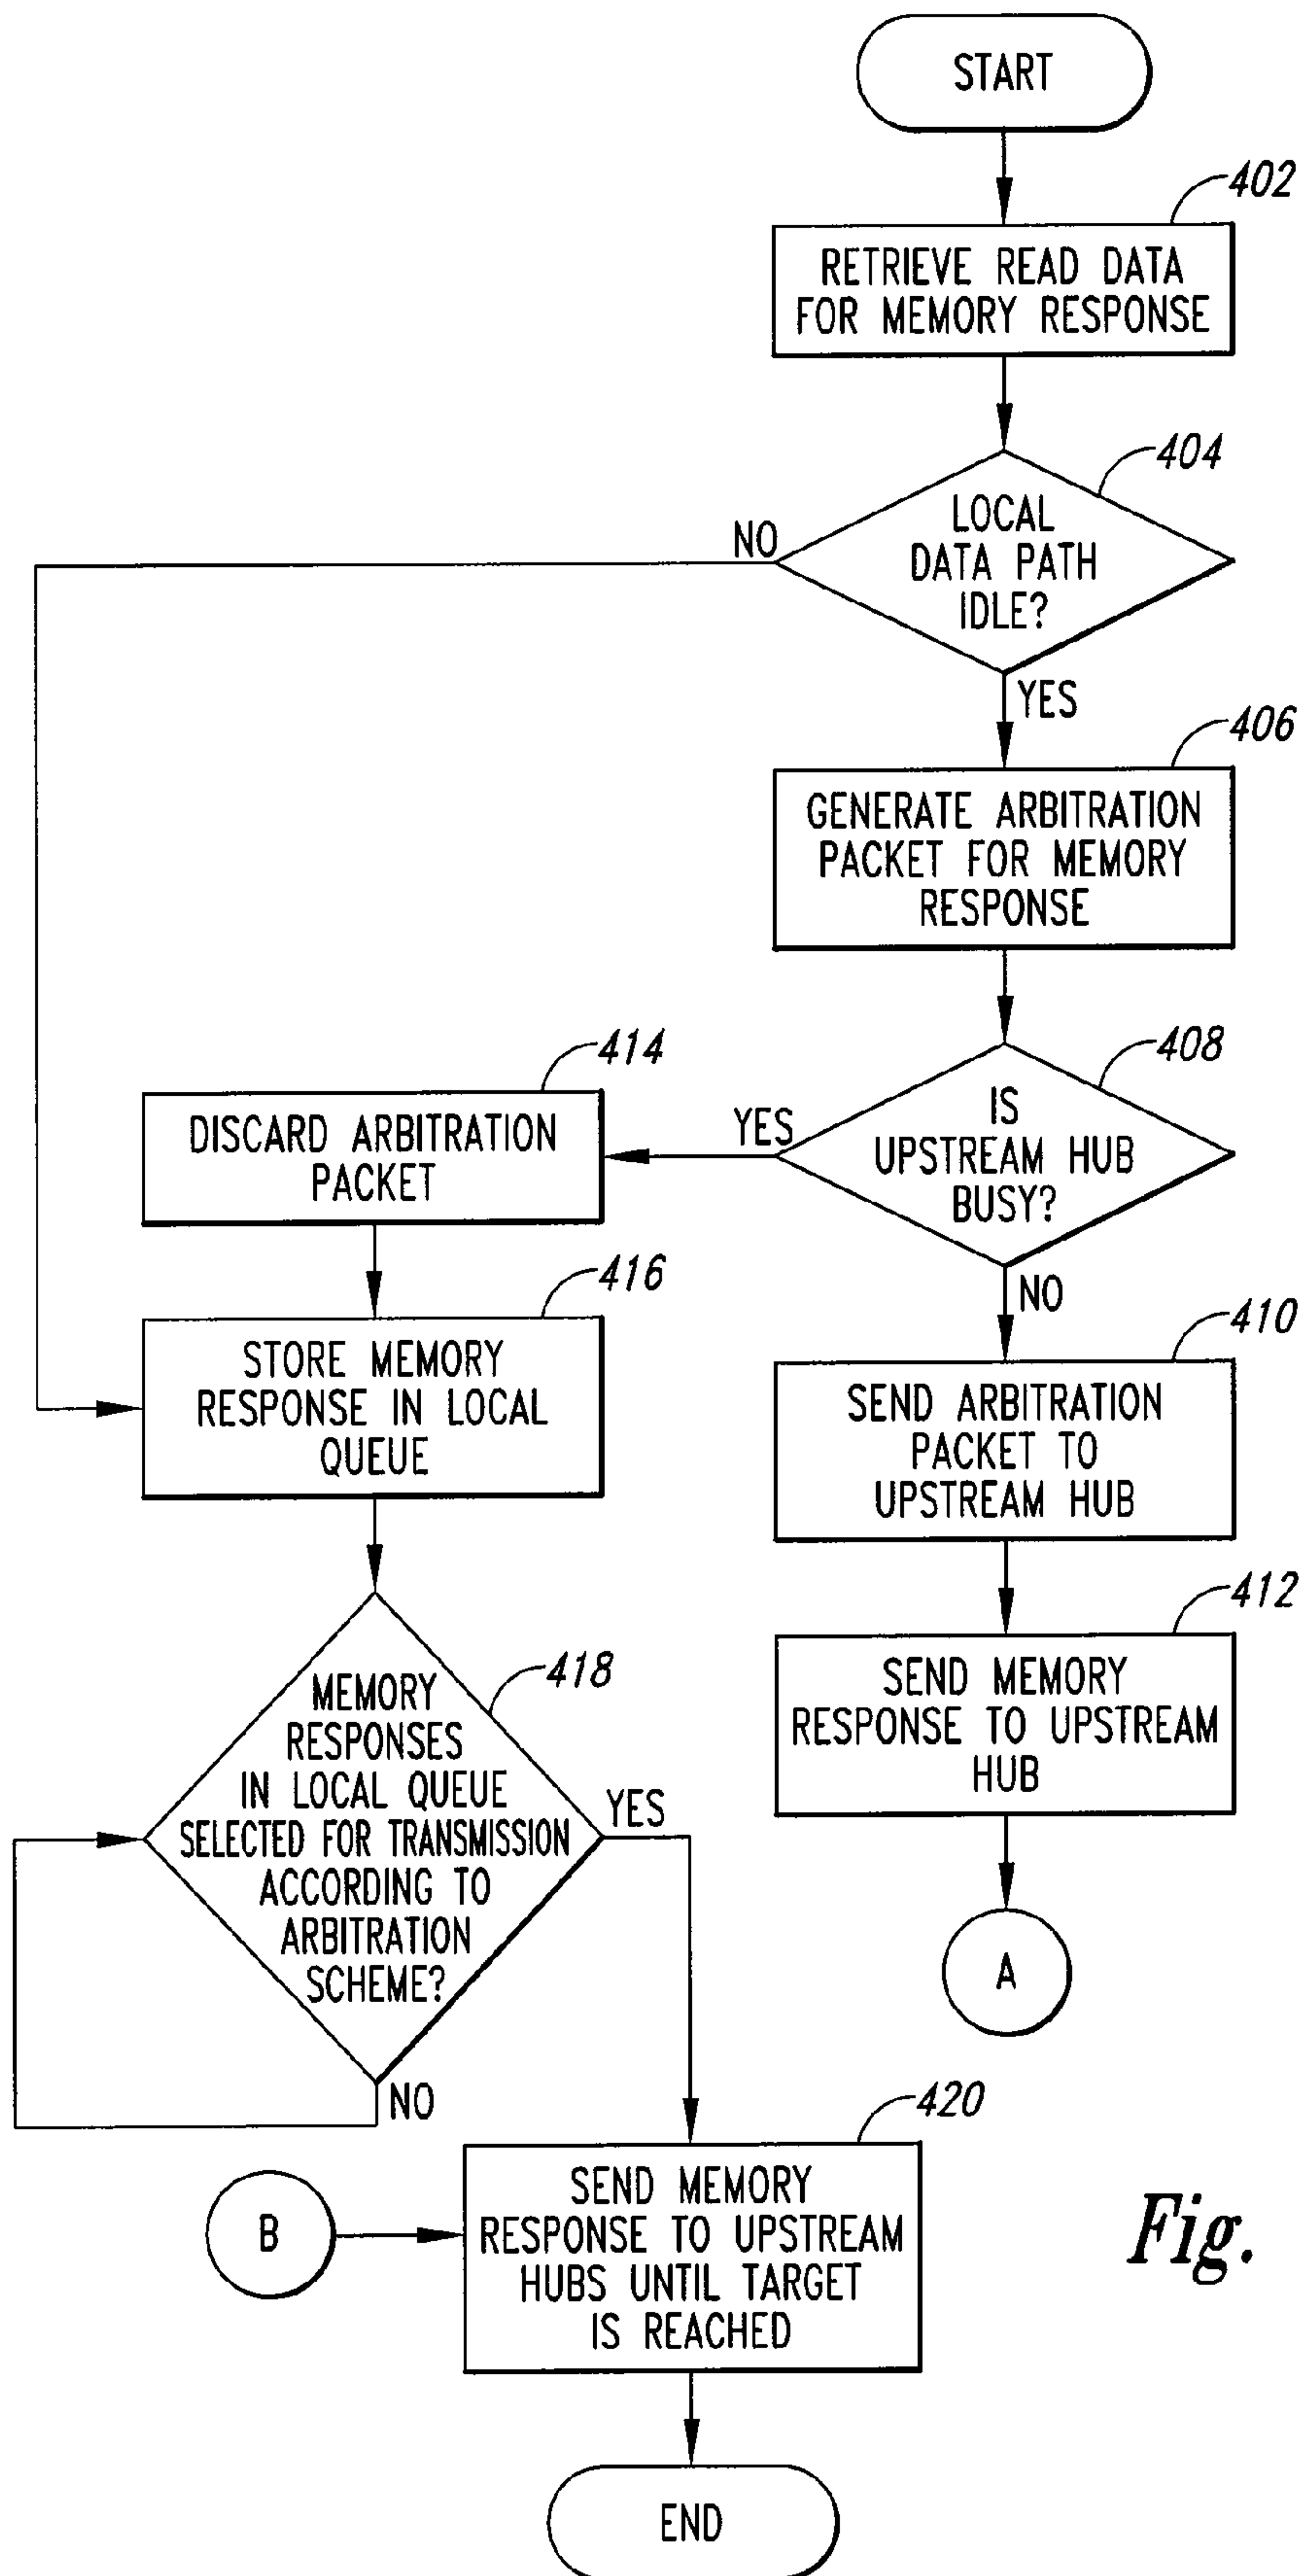 START
402
RETRIEVE READ DATA
FOR MEMORY RESPONSE
404
LOCAL
DATA PATH
IDLE?
NO
YES
406
GENERATE ARBITRATION
PACKET FOR MEMORY
RESPONSE
408
IS
UPSTREAM HUB
BUSY?
YES
NO
414
DISCARD ARBITRATION
PACKET
416
STORE MEMORY
RESPONSE IN LOCAL
QUEUE
410
SEND ARBITRATION
PACKET TO
UPSTREAM HUB
412
SEND MEMORY
RESPONSE TO UPSTREAM
HUB
A
418
MEMORY
RESPONSES
IN LOCAL QUEUE
SELECTED FOR TRANSMISSION
ACCORDING TO
ARBITRATION
SCHEME?
YES
NO
420
SEND MEMORY
RESPONSE TO UPSTREAM
HUBS UNTIL TARGET
IS REACHED
B
END
Fig.